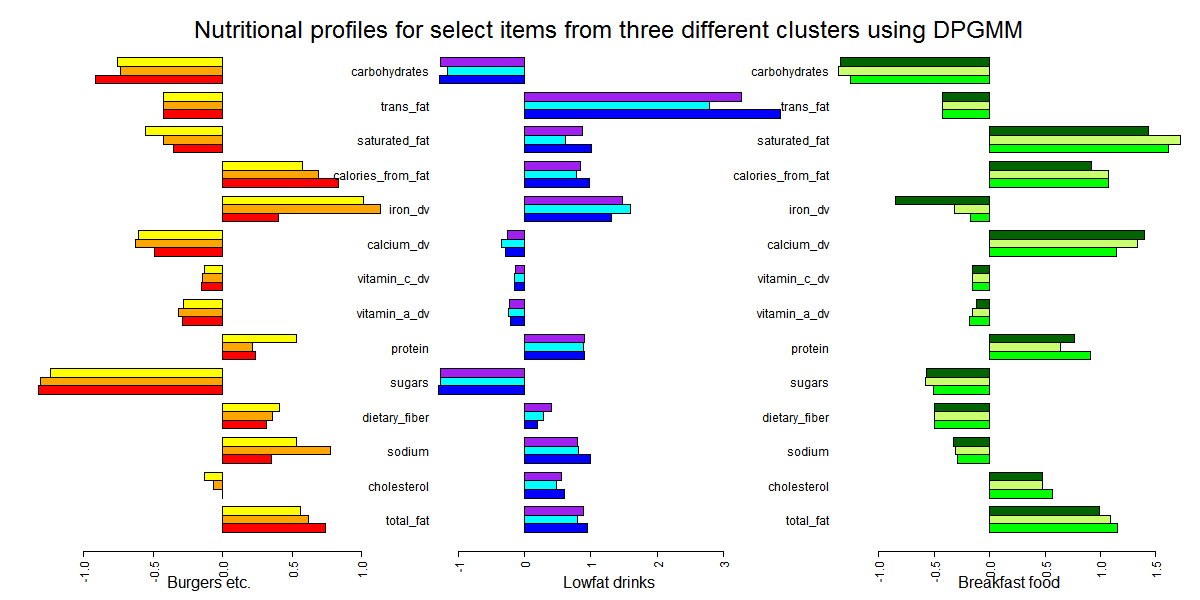 Nutritional profiles for select items from three different clusters using DPGMM
carbohydrates carbohydrates
trans_fat trans_fat
saturated_fat saturated_fat
calories_from_fat calories_from_fat
iron_dv iron_dv
calcium_dv calcium_dv
vitamin_c_dv vitamin_c_dv
vitamin_a_dv vitamin_a_dv
protein protein
sugars sugars
dietary_fiber dietary_fiber
sodium sodium
cholesterol cholesterol
total_fat total_fat
-1.0 -0.5 0.0 0.5 1.0 -1 0 1 2 3 -1.0 -0.5 0.0 0.5 1.0 1.5
Burgers etc. Lowfat drinks Breakfast food